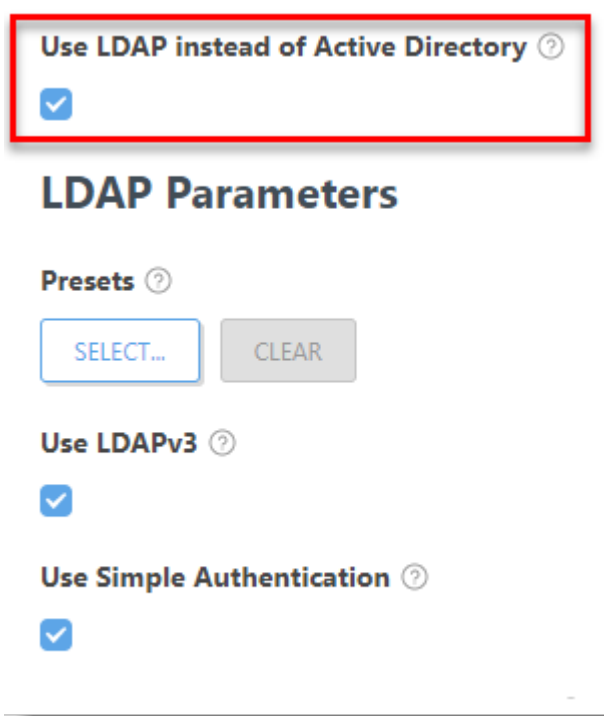 Use LDAP instead of Active Directory ?
LDAP Parameters
Presets ?
SELECT... CLEAR
Use LDAPv3 ?
Use Simple Authentication ?